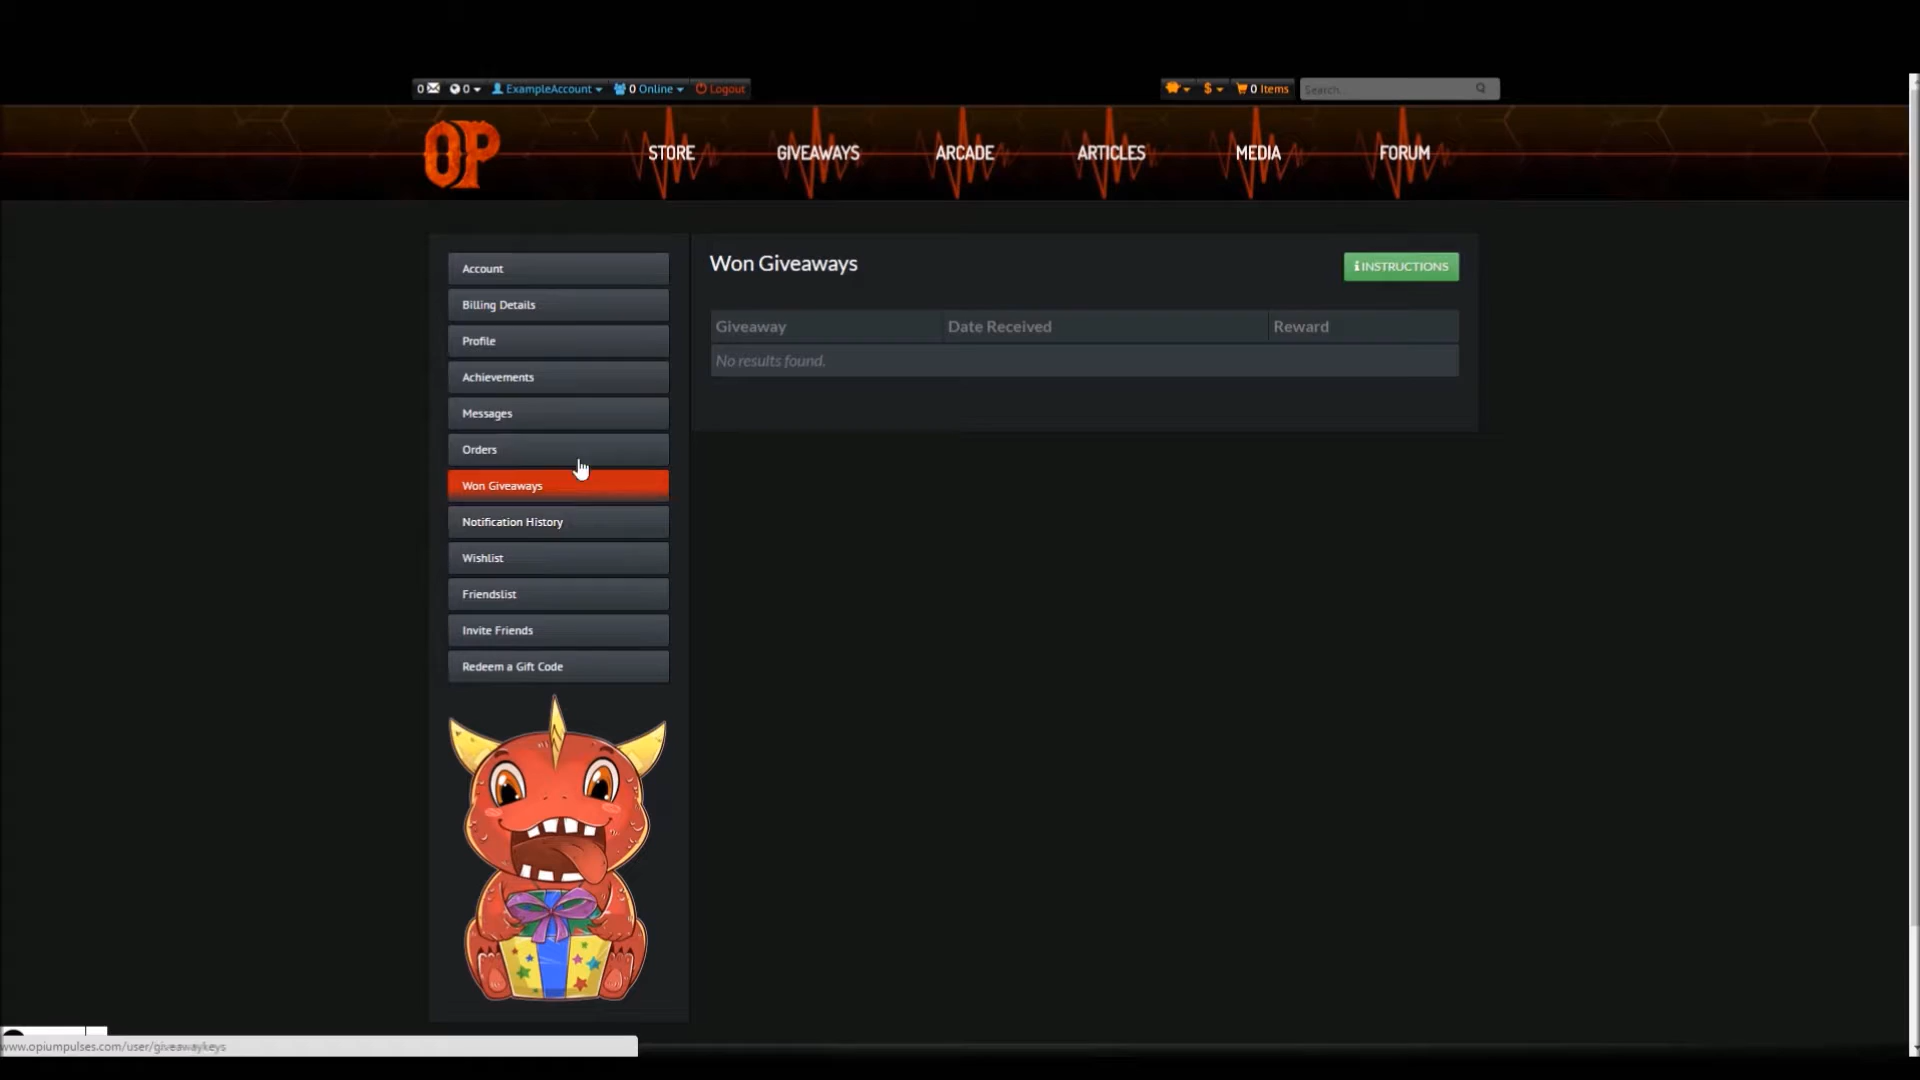 0 0 ExampleAccount 0 Online Logout $ 0 Items Search...
OP STORE GIVEAWAYS ARCADE ARTICLES MEDIA FORUM
Account
Billing Details
Profile
Achievements
Messages
Orders
Won Giveaways
Notification History
Wishlist
Friendslist
Invite Friends
Redeem a Gift Code
Won Giveaways
INSTRUCTIONS
Giveaway Date Received Reward
No results found.
www.opiumpulses.com/user/giveawaykeys